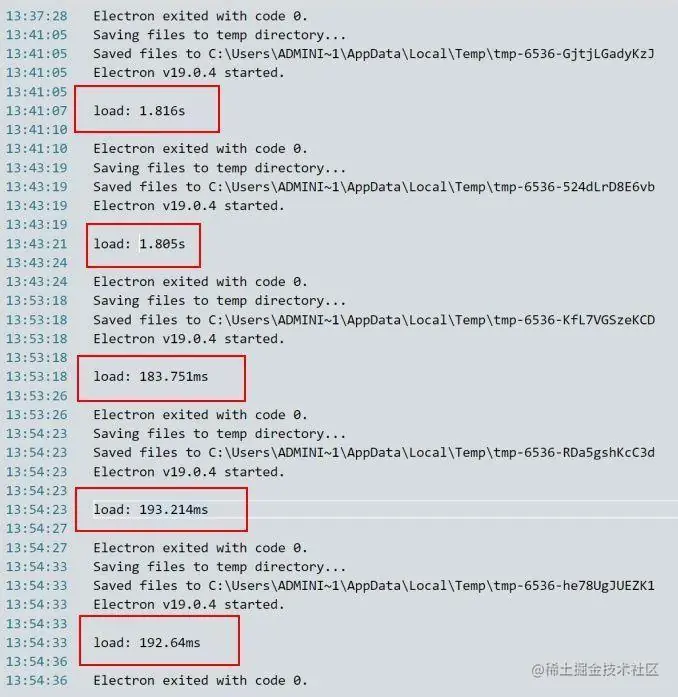 13:37:28 Electron exited with code 0.
13:41:05 Saving files to temp directory...
13:41:05 Saved files to C:\Users\ADMINI~1\AppData\Local\Temp\tmp-6536-GjtjLGadyKzJ
13:41:05 Electron v19.0.4 started.
13:41:05
13:41:07 load: 1.816s
13:41:10
13:41:10 Electron exited with code 0.
13:43:19 Saving files to temp directory...
13:43:19 Saved files to C:\Users\ADMINI~1\AppData\Local\Temp\tmp-6536-524dLrD8E6vb
13:43:19 Electron v19.0.4 started.
13:43:19
13:43:21 load: 1.805s
13:43:24
13:43:24 Electron exited with code 0.
13:53:18 Saving files to temp directory...
13:53:18 Saved files to C:\Users\ADMINI~1\AppData\Local\Temp\tmp-6536-KfL7VGSzeKCD
13:53:18 Electron v19.0.4 started.
13:53:18
13:53:18 load: 183.751ms
13:53:26
13:53:26 Electron exited with code 0.
13:54:23 Saving files to temp directory...
13:54:23 Saved files to C:\Users\ADMINI~1\AppData\Local\Temp\tmp-6536-RDa5gshKcC3d
13:54:23 Electron v19.0.4 started.
13:54:23
13:54:23 load: 193.214ms
13:54:27
13:54:27 Electron exited with code 0.
13:54:33 Saving files to temp directory...
13:54:33 Saved files to C:\Users\ADMINI~1\AppData\Local\Temp\tmp-6536-he78UgJUEZK1
13:54:33 Electron v19.0.4 started.
13:54:33
13:54:33 load: 192.64ms
13:54:36
13:54:36 Electron exited with code 0.
@稀土掘金技术社区